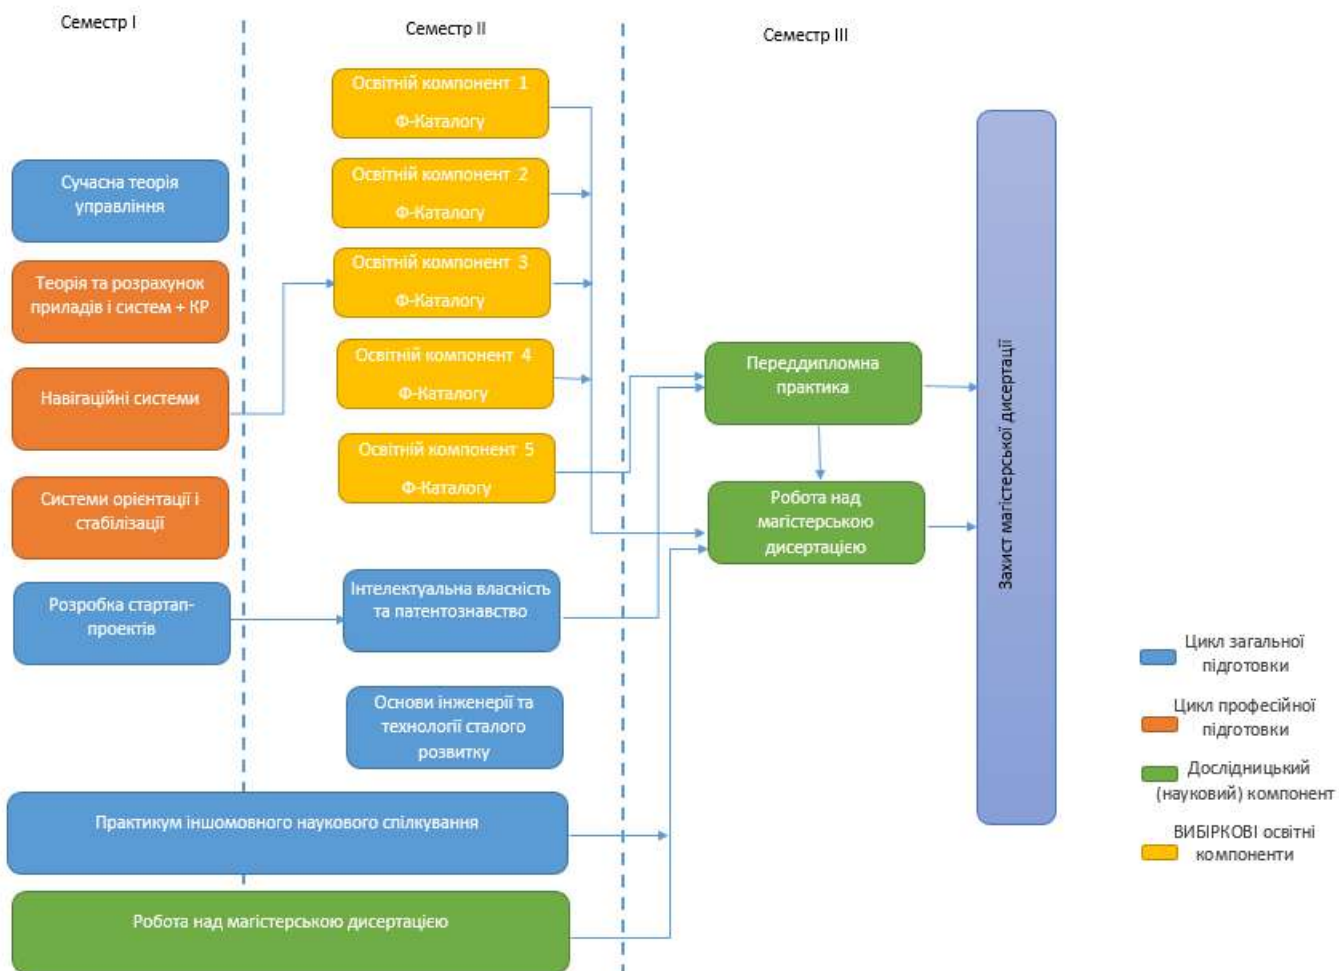 Семестр I
Семестр II
Семестр III
Сучасна теорія
управління
Теорія та розрахунок
приладів і систем + КР
Навігаційні системи
Системи орієнтації і
стабілізації
Розробка стартап-
проектів
Освітній компонент 1
Ф-Каталогу
Освітній компонент 2
Ф-Каталогу
Освітній компонент 3
Ф-Каталогу
Освітній компонент 4
Ф-Каталогу
Освітній компонент 5
Ф-Каталогу
Інтелектуальна власність
та патентознавство
Основи інженерії та
технології сталого
розвитку
Практикум іншомовного наукового спілкування
Робота над магістерською дисертацією
Переддипломна
практика
Робота над
магістерською
дисертацією
Захист магістерської дисертації
Цикл загальної
підготовки
Цикл професійної
підготовки
Дослідницький
(науковий) компонент
ВИБІРКОВІ освітні
компоненти